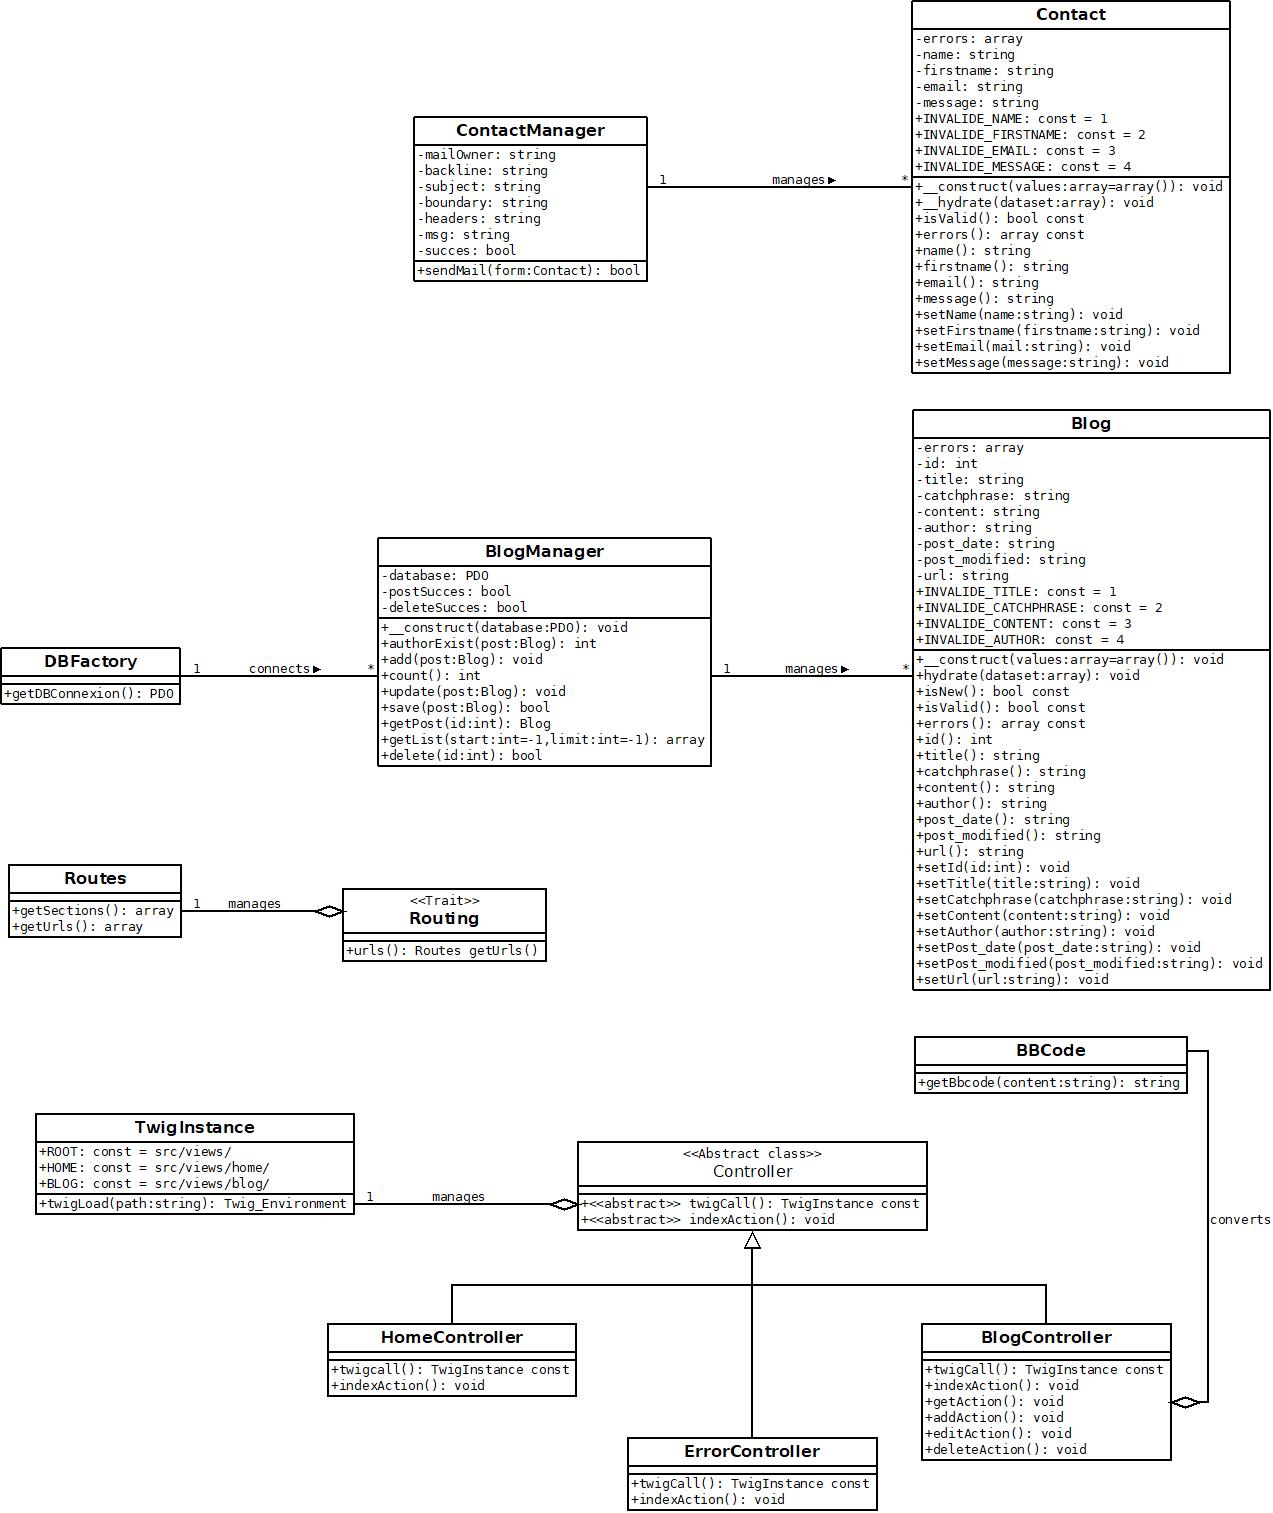 Contact
-errors: array
-name: string
-firstname: string
-email: string
-message: string
+INVALIDE_NAME: const = 1
+INVALIDE_FIRSTNAME: const = 2
+INVALIDE_EMAIL: const = 3
+INVALIDE_MESSAGE: const = 4
+__construct(values:array=array()): void
+__hydrate(dataset:array): void
+isValid(): bool const
+errors(): array const
+name(): string
+firstname(): string
+email(): string
+message(): string
+setName(name:string): void
+setFirstname(firstname:string): void
+setEmail(mail:string): void
+setMessage(message:string): void
ContactManager
-mailOwner: string
-backline: string
-subject: string
-boundary: string
-headers: string
-msg: string
-succes: bool
+sendMail(form:Contact): bool
1 manages▶ *
Blog
-errors: array
-id: int
-title: string
-catchphrase: string
-content: string
-author: string
-post_date: string
-post_modified: string
-url: string
+INVALIDE_TITLE: const = 1
+INVALIDE_CATCHPHRASE: const = 2
+INVALIDE_CONTENT: const = 3
+INVALIDE_AUTHOR: const = 4
+__construct(values:array=array()): void
+hydrate(dataset:array): void
+isNew(): bool const
+isValid(): bool const
+errors(): array const
+id(): int
+title(): string
+catchphrase(): string
+content(): string
+author(): string
+post_date(): string
+post_modified(): string
+url(): string
+setId(id:int): void
+setTitle(title:string): void
+setCatchphrase(catchphrase:string): void
+setContent(content:string): void
+setAuthor(author:string): void
+setPost_date(post_date:string): void
+setPost_modified(post_modified:string): void
+setUrl(url:string): void
BlogManager
-database: PDO
-postSucces: bool
-deleteSucces: bool
+__construct(database:PDO): void
+authorExist(post:Blog): int
+add(post:Blog): void
+count(): int
+update(post:Blog): void
+save(post:Blog): bool
+getPost(id:int): Blog
+getList(start:int=-1,limit:int=-1): array
+delete(id:int): bool
1 manages▶ *
DBFactory
+getDBConnexion(): PDO
1 connects▶ *
Routes
+getSections(): array
+getUrls(): array
1 manages
<<Trait>>
Routing
+urls(): Routes getUrls()
BBCode
+getBbcode(content:string): string
converts
TwigInstance
+ROOT: const = src/views/
+HOME: const = src/views/home/
+BLOG: const = src/views/blog/
+twigLoad(path:string): Twig_Environment
1 manages
<<Abstract class>>
Controller
+<<abstract>> twigCall(): TwigInstance const
+<<abstract>> indexAction(): void
HomeController
+twigcall(): TwigInstance const
+indexAction(): void
BlogController
+twigCall(): TwigInstance const
+indexAction(): void
+getAction(): void
+addAction(): void
+editAction(): void
+deleteAction(): void
ErrorController
+twigCall(): TwigInstance const
+indexAction(): void